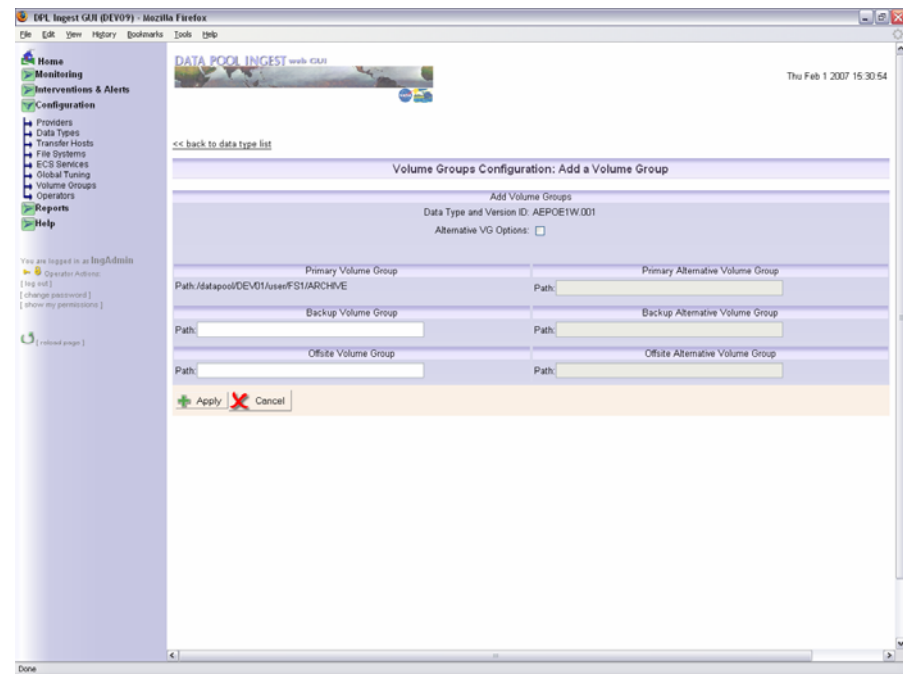 DPL Ingest GUI (DEV09) - Mozilla Firefox
File Edit View History Bookmarks Tools Help
Home
Monitoring
Interventions & Alerts
Configuration
Providers
Data Types
Transfer Hosts
File Systems
ECS Services
Global Tuning
Volume Groups
Operators
Reports
Help
You are logged in as IngAdmin
Operator Actions:
[ log out ]
[ change password ]
[ show my permissions ]
[ reload page ]
DATA POOL INGEST web GUI
Thu Feb 1 2007 15:30:54
<< back to data type list
Volume Groups Configuration: Add a Volume Group
Add Volume Groups
Data Type and Version ID: AEPOE1W.001
Alternative VG Options:
Primary Volume Group
Primary Alternative Volume Group
Path:/datapool/DEV01/user/FS1/ARCHIVE
Path:
Backup Volume Group
Backup Alternative Volume Group
Path:
Path:
Offsite Volume Group
Offsite Alternative Volume Group
Path:
Path:
Apply
Cancel
Done